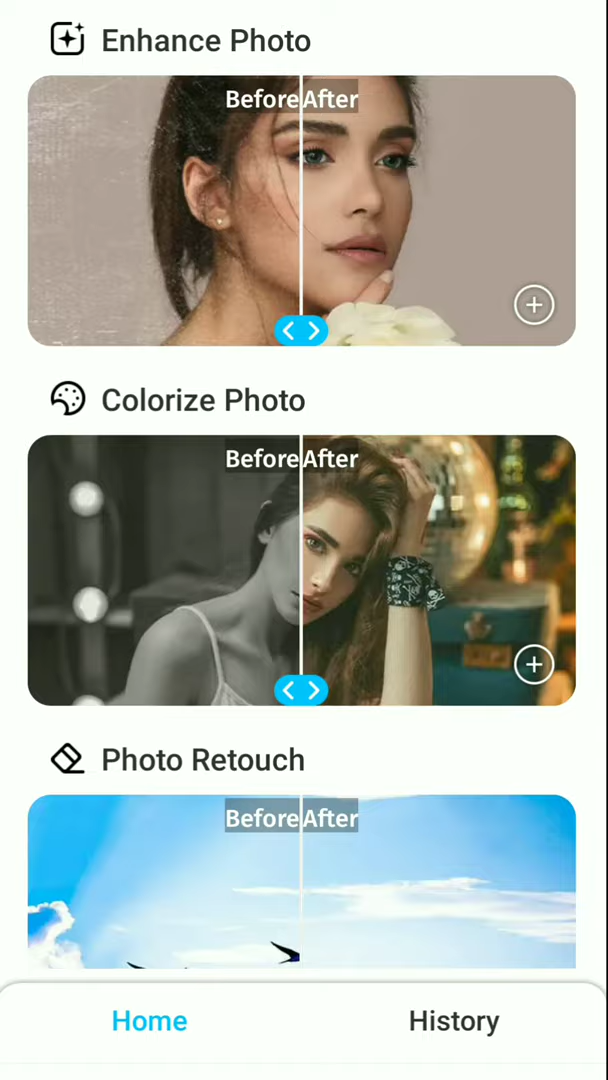 Enhance Photo
Before After
Colorize Photo
Before After
Photo Retouch
Before After
Home History